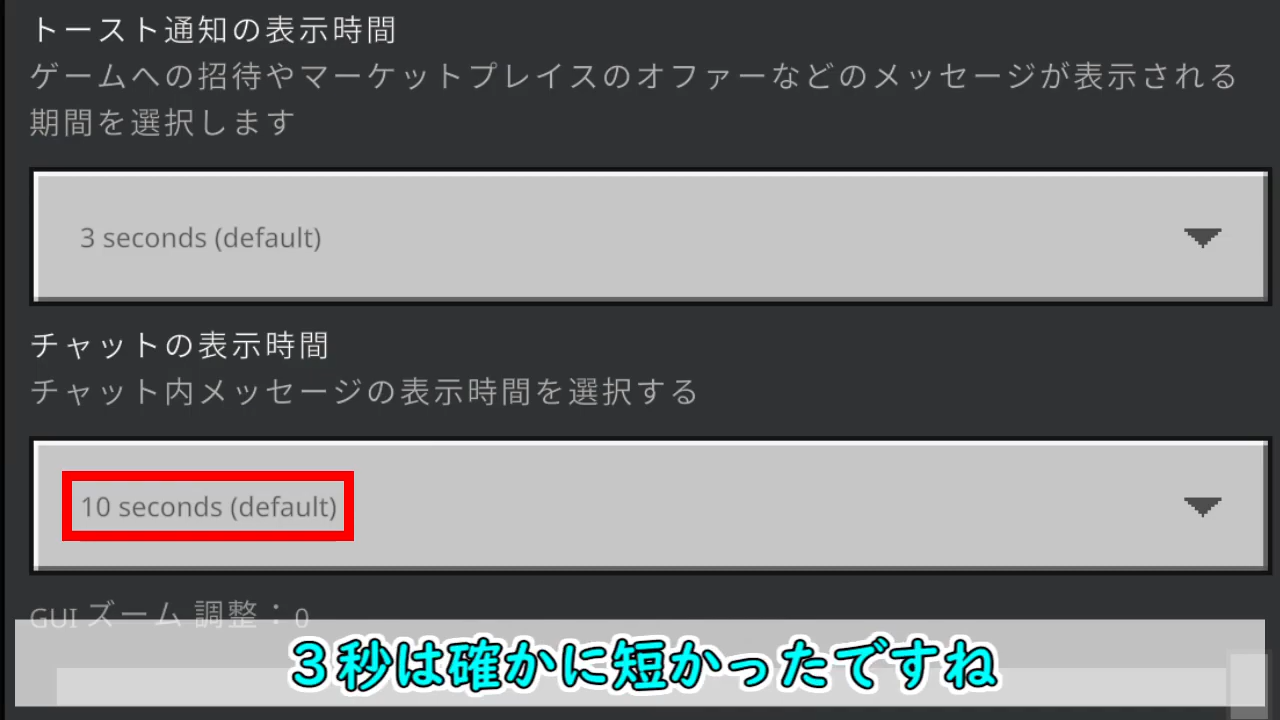 トースト通知の表示時間
ゲームへの招待やマーケットプレイスのオファーなどのメッセージが表示される
期間を選択します
3 seconds (default)
チャットの表示時間
チャット内メッセージの表示時間を選択する
10 seconds (default)
GUI ズーム 調整：0
３秒は確かに短かったですね